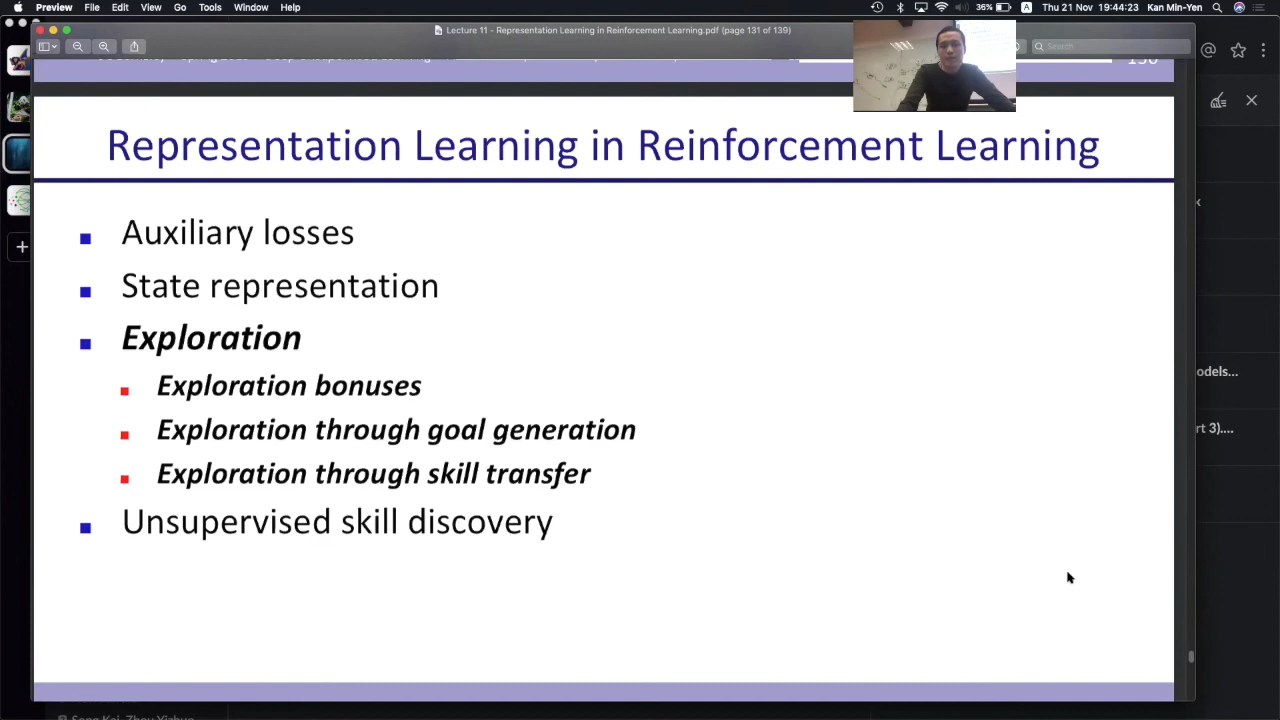 Preview File Edit View Go Tools Window Help 36% A Thu 21 Nov 19:44:23 Kan Min-Yen
Lecture 11 - Representation Learning in Reinforcement Learning.pdf (page 131 of 139)
Search
Representation Learning in Reinforcement Learning
Auxiliary losses
State representation
Exploration
Exploration bonuses
Exploration through goal generation
Exploration through skill transfer
Unsupervised skill discovery
odels...
rt 3)....